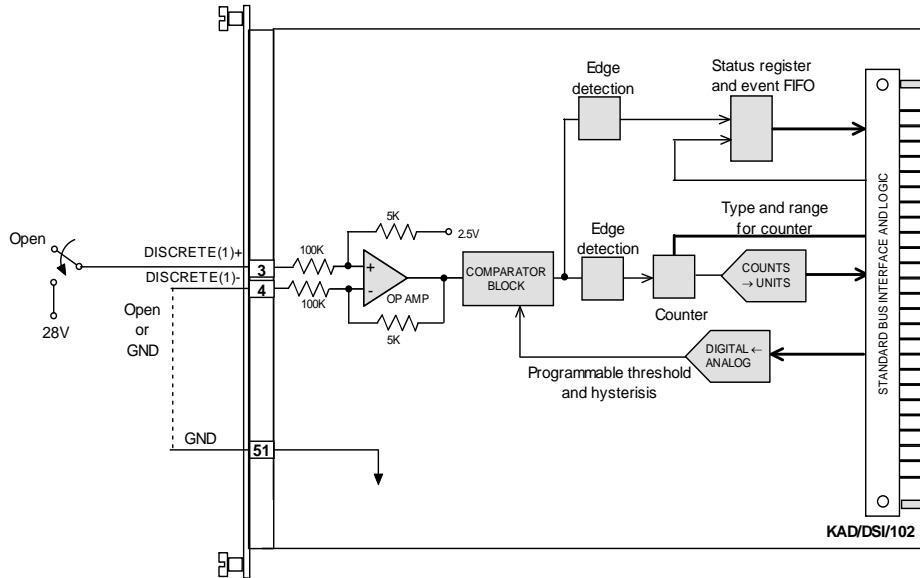 Edge
detection
Status register
and event FIFO
5K
2.5V
Open
DISCRETE(1)+
100K
3
+
Edge
detection
Type and range
for counter
DISCRETE(1)-
4
100K
-
OP AMP
COMPARATOR
BLOCK
COUNTS
→ UNITS
Counter
28V
Open
or
GND
5K
Programmable threshold
and hysterisis
DIGITAL ←
ANALOG
STANDARD BUS INTERFACE AND LOGIC
GND
51
KAD/DSI/102